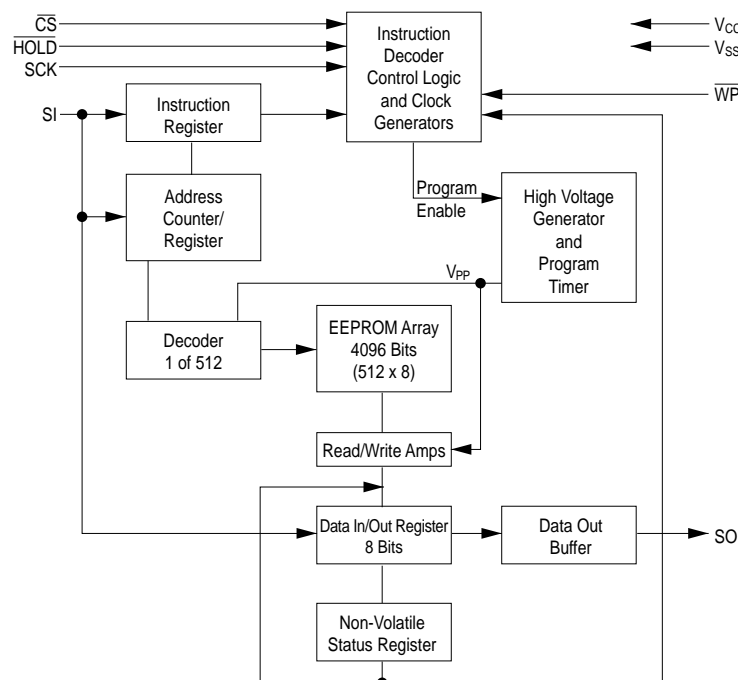 CS
HOLD
SCK
SI
Instruction
Decoder
Control Logic
and Clock
Generators
VCC
VSS
WP
Instruction
Register
Address
Counter/
Register
Program
Enable
High Voltage
Generator
and
Program
Timer
VPP
Decoder
1 of 512
EEPROM Array
4096 Bits
(512 x 8)
Read/Write Amps
Data In/Out Register
8 Bits
Data Out
Buffer
SO
Non-Volatile
Status Register